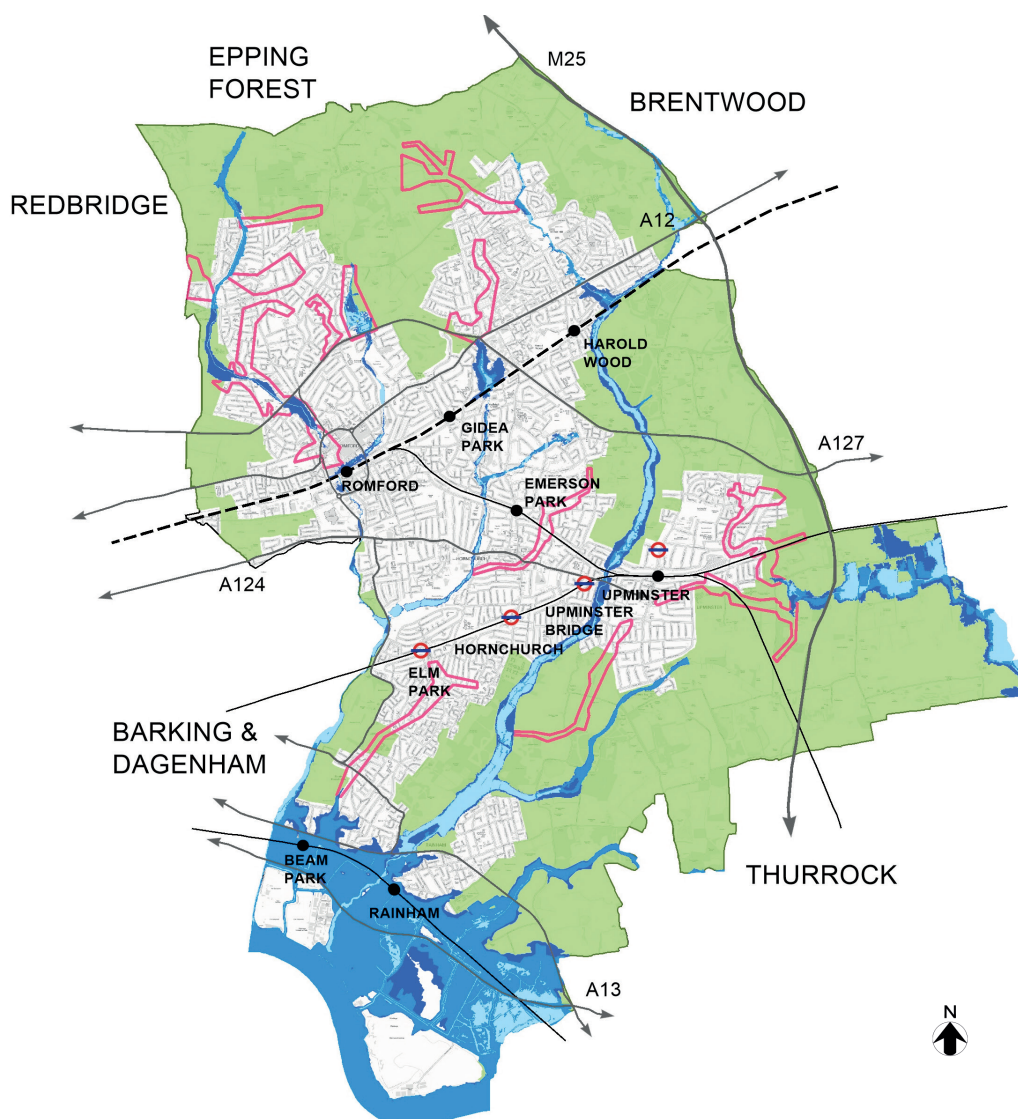 EPPING
FOREST
M25
BRENTWOOD
REDBRIDGE
A12
HAROLD
WOOD
GIDEA
PARK
A127
ROMFORD
EMERSON
PARK
A124
UPMINSTER
UPMINSTER
BRIDGE
HORNCHURCH
ELM
PARK
BARKING &
DAGENHAM
BEAM
PARK
THURROCK
RAINHAM
A13
N